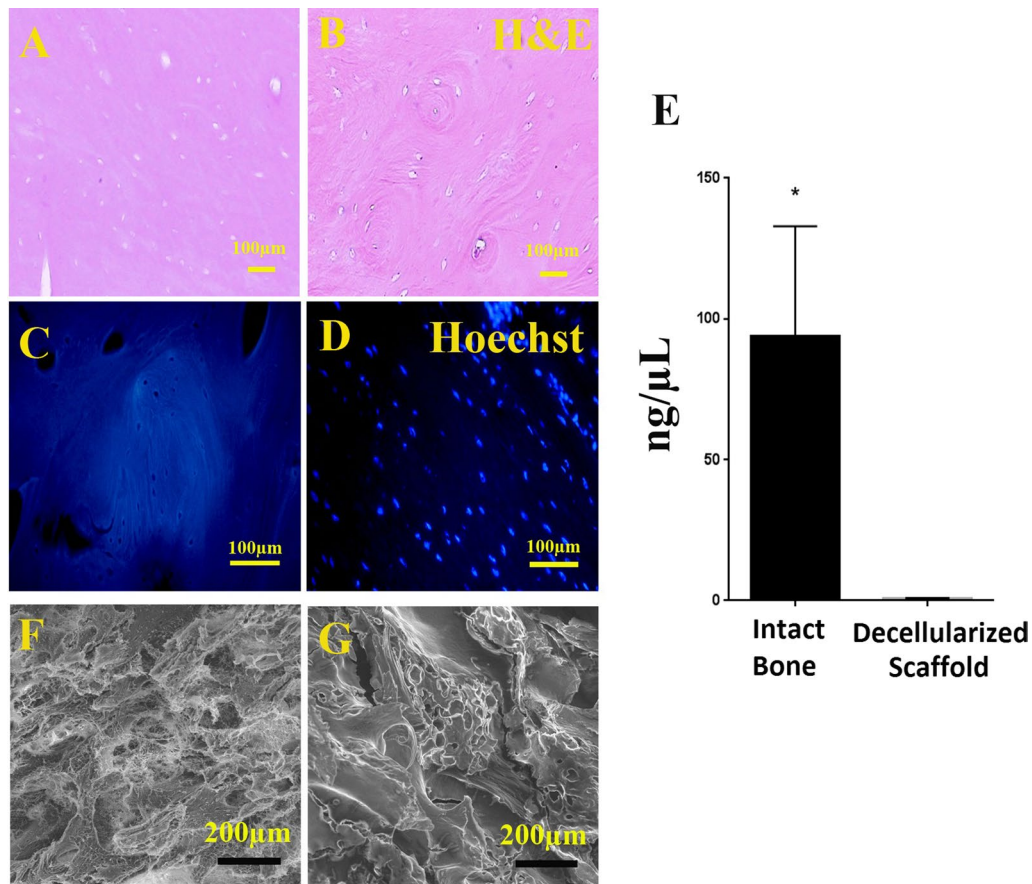 A
100µm
B
H&E
100µm
C
100µm
D
Hoechst
100µm
F
200µm
G
200µm
E
ng/µL
150
*
100
50
0
Intact
Bone
Decellularized
Scaffold